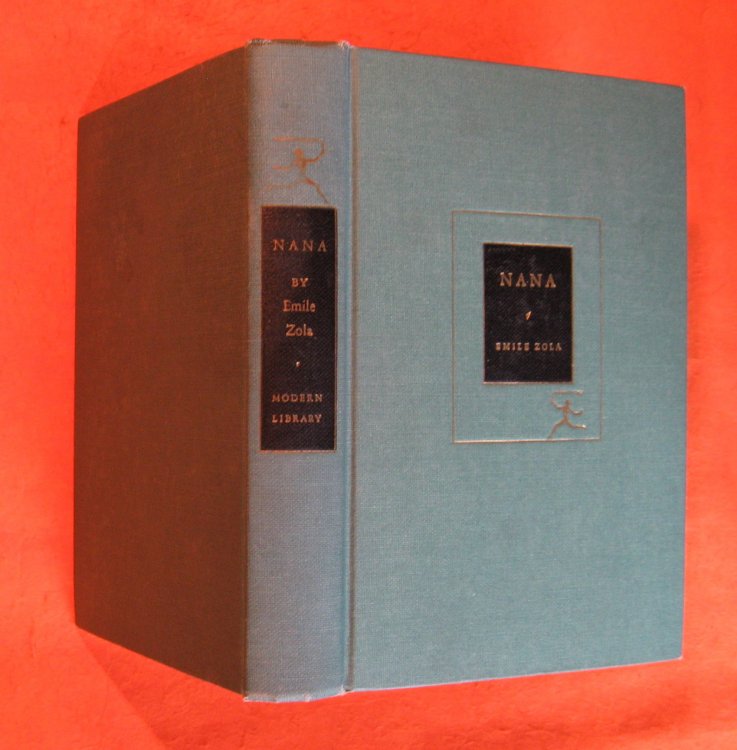 NANA
BY
Emile
Zola
MODERN
LIBRARY
NANA
EMILE ZOLA